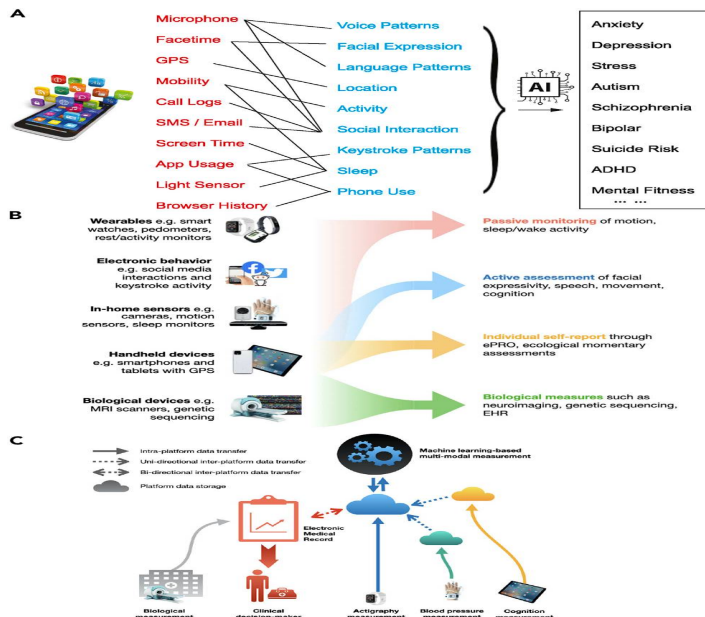 A
Microphone
Facetime
GPS
Mobility
Call Logs
SMS / Email
Screen Time
App Usage
Light Sensor
Browser History
Voice Patterns
Facial Expression
Language Patterns
Location
Activity
Social Interaction
Keystroke Patterns
Sleep
Phone Use
AI
Anxiety
Depression
Stress
Autism
Schizophrenia
Bipolar
Suicide Risk
ADHD
Mental Fitness
... ...
B
Wearables e.g. smart
watches, pedometers,
rest/activity monitors
Electronic behavior
e.g. social media
interactions and
keystroke activity
In-home sensors e.g.
cameras, motion
sensors, sleep monitors
Handheld devices
e.g. smartphones and
tablets with GPS
Biological devices e.g.
MRI scanners, genetic
sequencing
Passive monitoring of motion,
sleep/wake activity
Active assessment of facial
expressivity, speech, movement,
cognition
Individual self-report through
ePRO, ecological momentary
assessments
Biological measures such as
neuroimaging, genetic sequencing,
EHR
C
Intra-platform data transfer
Uni-directional inter-platform data transfer
Bi-directional inter-platform data transfer
Platform data storage
Machine learning-based
multi-modal measurement
Electronic
Medical
Record
Biological
measurement
Clinical
decision-maker
Actigraphy
measurement
Blood pressure
measurement
Cognition
measurement